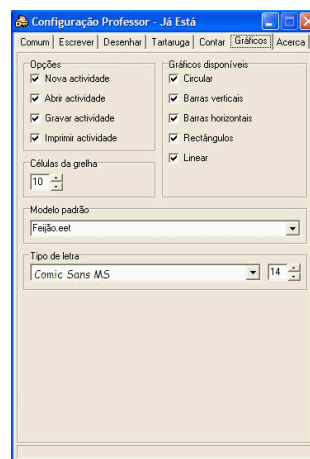 Configuração Professor - Já Está
Comum Escrever Desenhar Tartaruga Contar Gráficos Acerca
Opções
Nova actividade
Abrir actividade
Gravar actividade
Imprimir actividade
Gráficos disponíveis
Circular
Barras verticais
Barras horizontais
Rectângulos
Linear
Células da grelha
10
Modelo padrão
Feijão.eet
Tipo de letra
Comic Sans MS 14